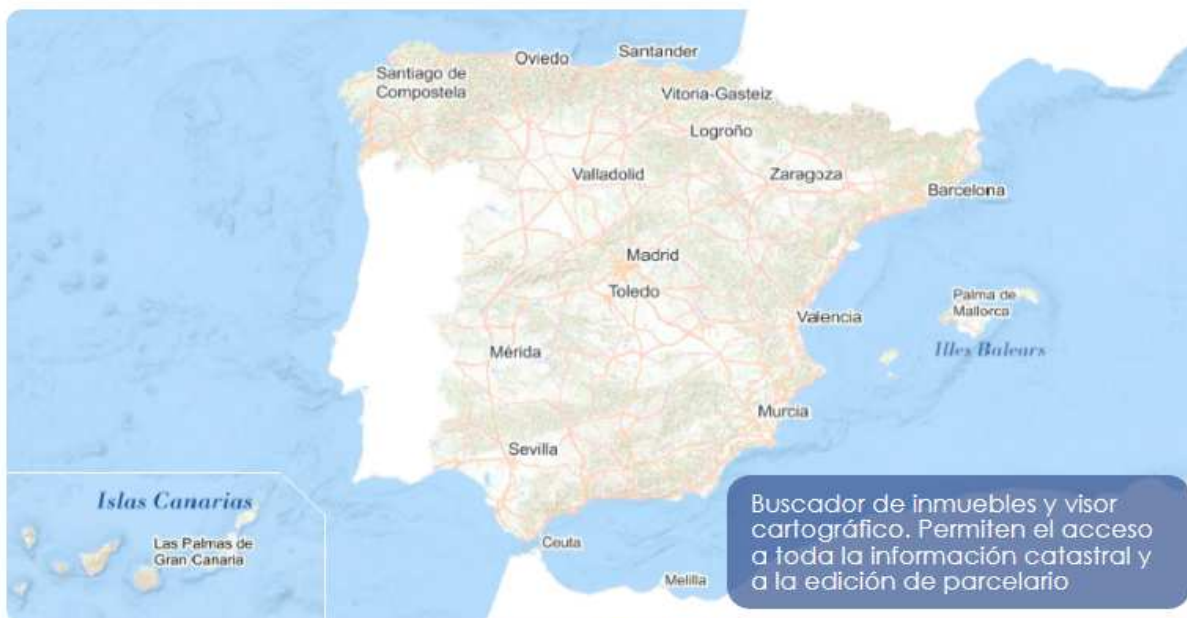 Oviedo
Santander
Santiago de
Compostela
Vitoria-Gasteiz
Logroño
Valladolid
Zaragoza
Barcelona
Madrid
Toledo
Palma de
Mallorca
Valencia
Illes Balears
Mérida
Murcia
Sevilla
Islas Canarias
Las Palmas de
Gran Canaria
Ceuta
Melilla
Buscador de inmuebles y visor
cartográfico. Permiten el acceso
a toda la información catastral y
a la edición de parcelario